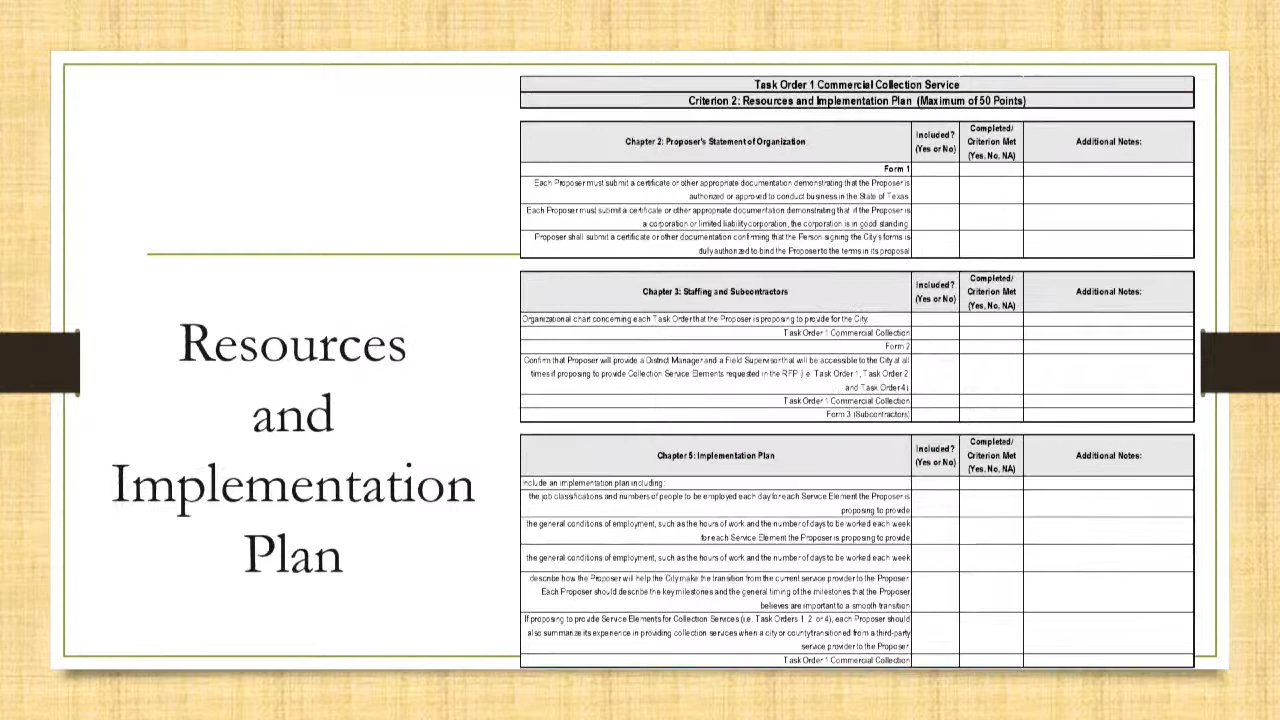 Resources
and
Implementation
Plan
Task Order 1 Commercial Collection Service
Criterion 2: Resources and Implementation Plan (Maximum of 50 Points)
Chapter 2: Proposer's Statement of Organization
Included?
(Yes or No)
Completed/
Criterion Met
(Yes, No, NA)
Additional Notes:
Form 1
Each Proposer must submit a certificate or other appropriate documentation demonstrating that the Proposer is
authorized or approved to conduct business in the State of Texas.
Each Proposer must submit a certificate or other appropriate documentation demonstrating that if the Proposer is
a corporation or limited liability corporation, the corporation is in good standing.
Proposer shall submit a certificate or other documentation confirming that the Person signing the City's forms is
duly authorized to bind the Proposer to the terms in its proposal
Chapter 3: Staffing and Subcontractors
Included?
(Yes or No)
Completed/
Criterion Met
(Yes, No, NA)
Additional Notes:
Organizational chart concerning each Task Order that the Proposer is proposing to provide for the City:
Task Order 1 Commercial Collection
Form 2
Confirm that Proposer will provide a District Manager and a Field Supervisor that will be accessible to the City at all
times if proposing to provide Collection Service Elements requested in the RFP (i.e. Task Order 1, Task Order 2
and Task Order 4)
Task Order 1 Commercial Collection
Form 3 (Subcontractors)
Chapter 5: Implementation Plan
Included?
(Yes or No)
Completed/
Criterion Met
(Yes, No, NA)
Additional Notes:
Include an implementation plan including:
the job classifications and numbers of people to be employed each day for each Service Element the Proposer is
proposing to provide
the general conditions of employment, such as the hours of work and the number of days to be worked each week
for each Service Element the Proposer is proposing to provide
the general conditions of employment, such as the hours of work and the number of days to be worked each week
describe how the Proposer will help the City make the transition from the current service provider to the Proposer.
Each Proposer should describe the key milestones and the general timing of the milestones that the Proposer
believes are important to a smooth transition
If proposing to provide Service Elements for Collection Services (i.e. Task Orders 1, 2, or 4), each Proposer should
also summarize its experience in providing collection services when a city or county transitioned from a third-party
service provider to the Proposer.
Task Order 1 Commercial Collection